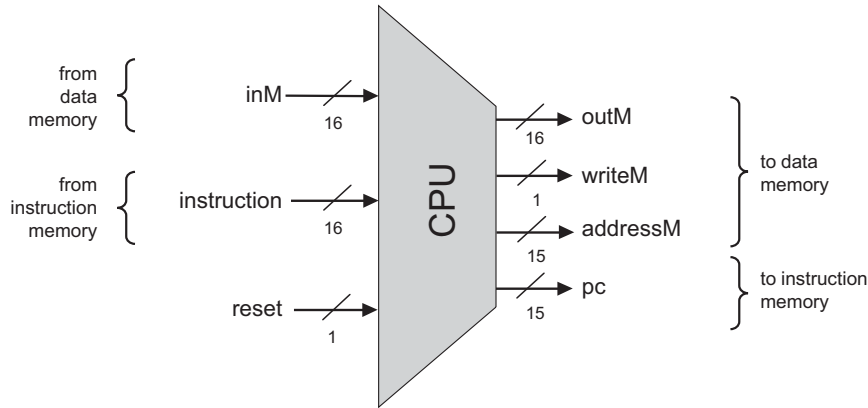 from
data
memory
inM
16
from
instruction
memory
instruction
16
reset
1
CPU
outM
16
writeM
1
addressM
15
pc
15
to data
memory
to instruction
memory